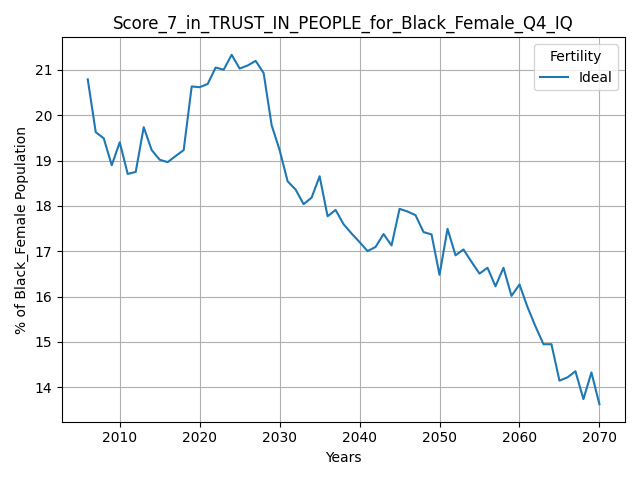 Score_7_in_TRUST_IN_PEOPLE_for_Black_Female_Q4_IQ
Fertility
Ideal
% of Black_Female Population
21
20
19
18
17
16
15
14
2010 2020 2030 2040 2050 2060 2070
Years